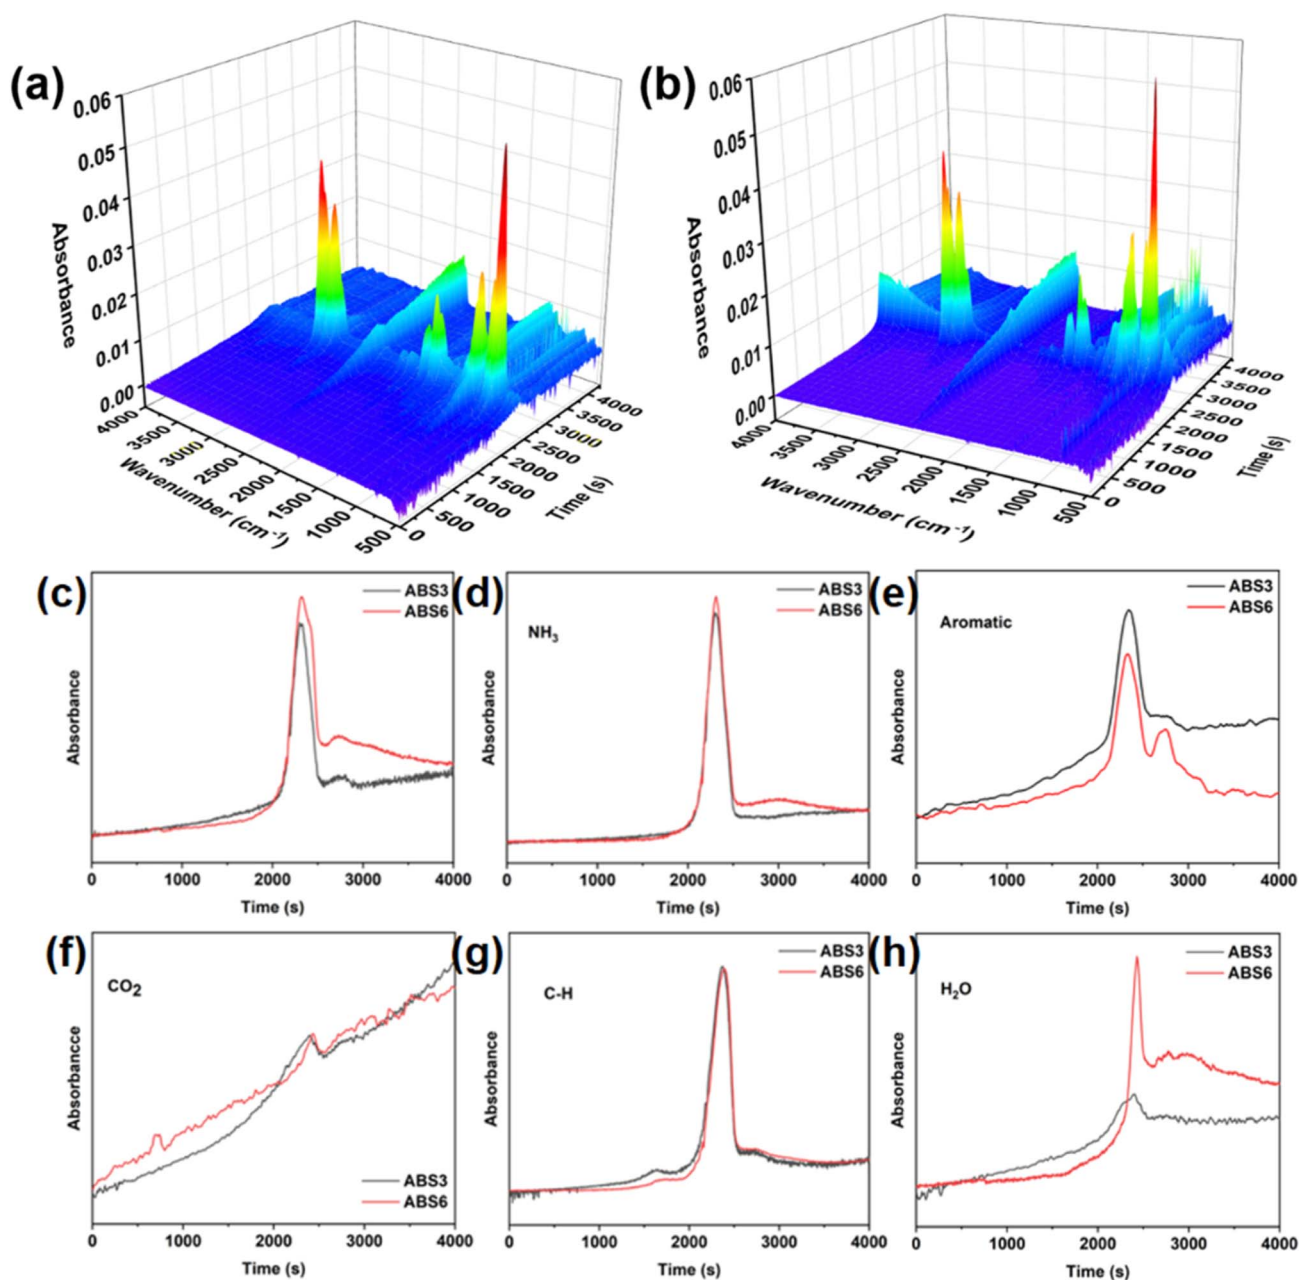 (a)
0.06
0.05
0.04
0.03
0.02
0.01
0.00
Absorbance
4000
3500
3000
2500
2000
1500
1000
500
Wavenumber (cm⁻¹)
0
500
1000
1500
2000
2500
3000
3500
4000
Time (s)
(b)
0.06
0.05
0.04
0.03
0.02
0.01
0.00
Absorbance
4000
3500
3000
2500
2000
1500
1000
500
Wavenumber (cm⁻¹)
0
500
1000
1500
2000
2500
3000
3500
4000
Time (s)
(c)
ABS3
ABS6
Absorbance
0 1000 2000 3000 4000
Time (s)
(d)
NH₃
ABS3
ABS6
Absorbance
0 1000 2000 3000 4000
Time (s)
(e)
Aromatic
ABS3
ABS6
Absorbance
0 1000 2000 3000 4000
Time (s)
(f)
CO₂
ABS3
ABS6
Absorbancce
0 1000 2000 3000 4000
Time (s)
(g)
C-H
ABS3
ABS6
Absorbance
0 1000 2000 3000 4000
Time (s)
(h)
H₂O
ABS3
ABS6
Absorbance
0 1000 2000 3000 4000
Time (s)